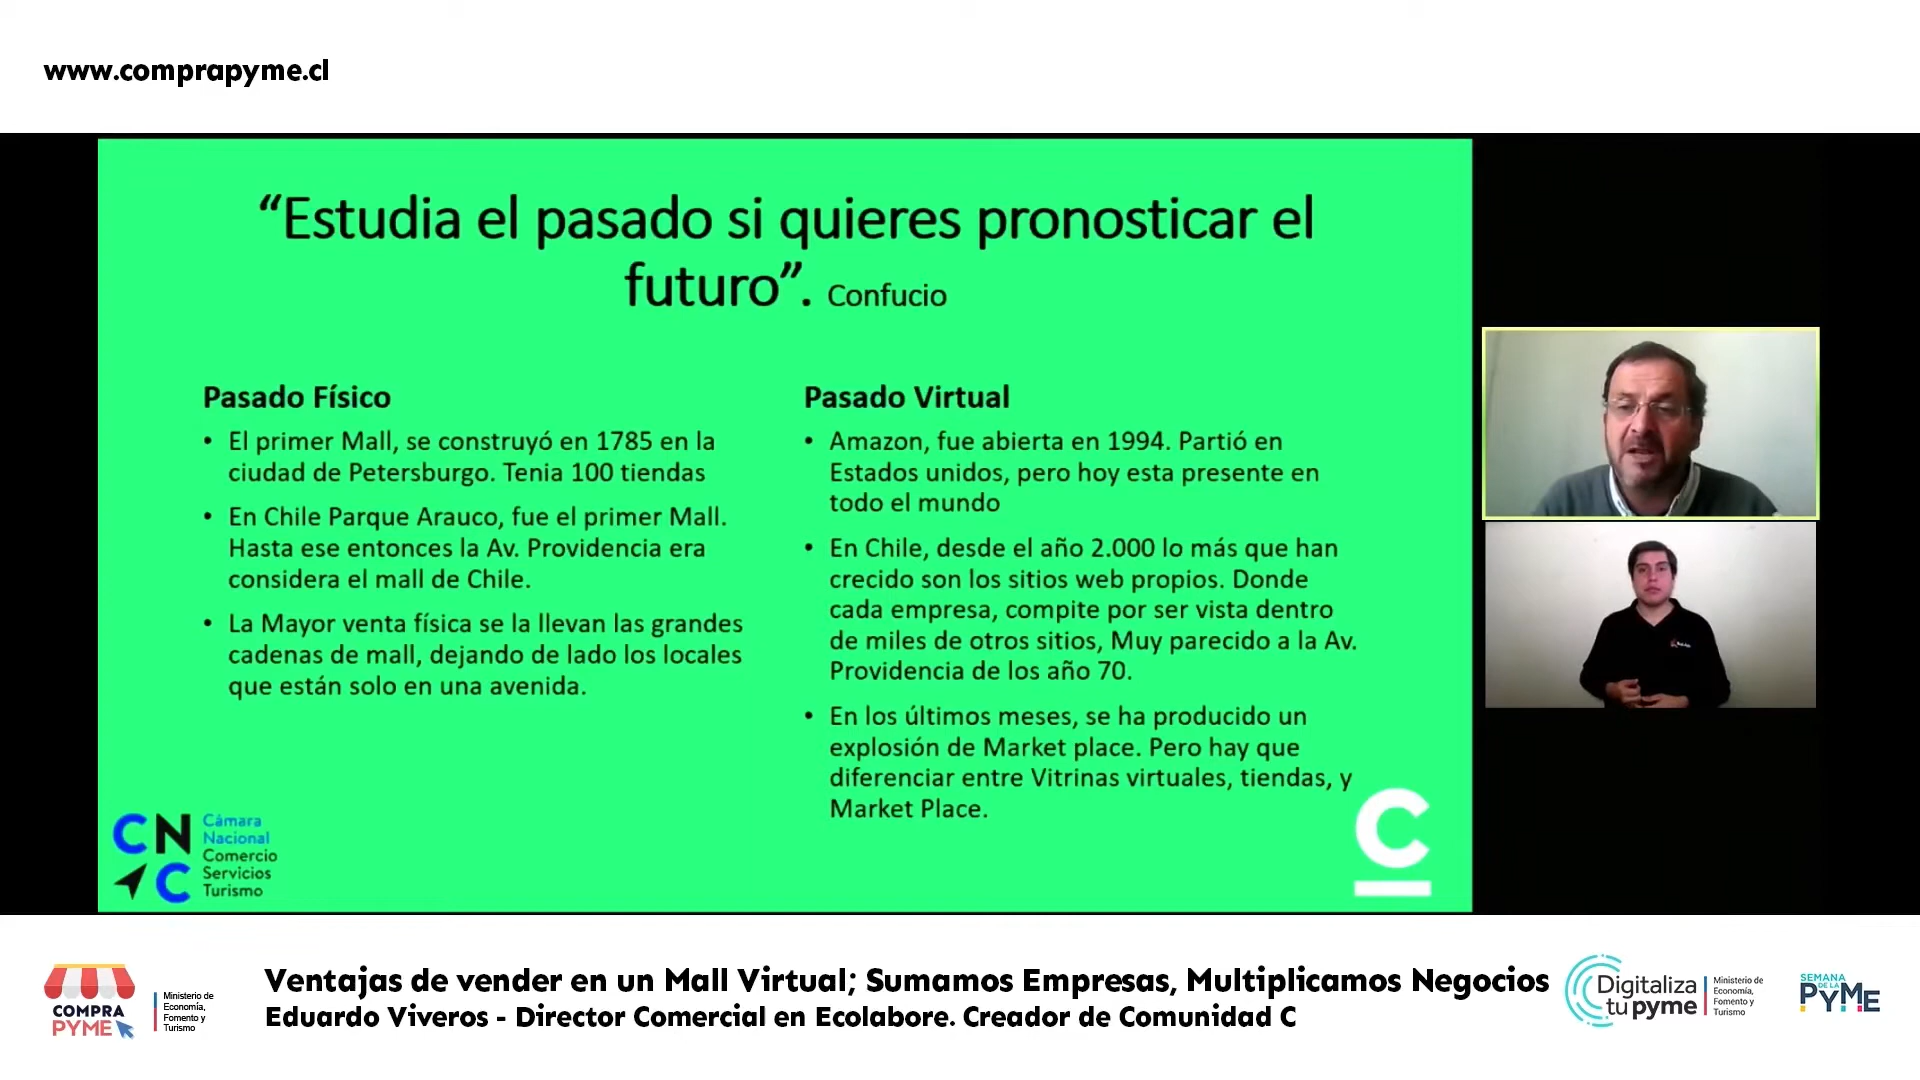 www.comprapyme.cl
“Estudia el pasado si quieres pronosticar el
futuro”. Confucio
Pasado Físico
• El primer Mall, se construyó en 1785 en la
ciudad de Petersburgo. Tenia 100 tiendas
• En Chile Parque Arauco, fue el primer Mall.
Hasta ese entonces la Av. Providencia era
considera el mall de Chile.
• La Mayor venta física se la llevan las grandes
cadenas de mall, dejando de lado los locales
que están solo en una avenida.
Pasado Virtual
• Amazon, fue abierta en 1994. Partió en
Estados unidos, pero hoy esta presente en
todo el mundo
• En Chile, desde el año 2.000 lo más que han
crecido son los sitios web propios. Donde
cada empresa, compite por ser vista dentro
de miles de otros sitios, Muy parecido a la Av.
Providencia de los año 70.
• En los últimos meses, se ha producido un
explosión de Market place. Pero hay que
diferenciar entre Vitrinas virtuales, tiendas, y
Market Place.
CN
C
Cámara
Nacional
Comercio
Servicios
Turismo
C
COMPRA
PYME
Ministerio de
Economía,
Fomento y
Turismo
Ventajas de vender en un Mall Virtual; Sumamos Empresas, Multiplicamos Negocios
Eduardo Viveros - Director Comercial en Ecolabore. Creador de Comunidad C
Digitaliza
tu pyme
Ministerio de
Economía,
Fomento y
Turismo
SEMANA
DE LA
PYME